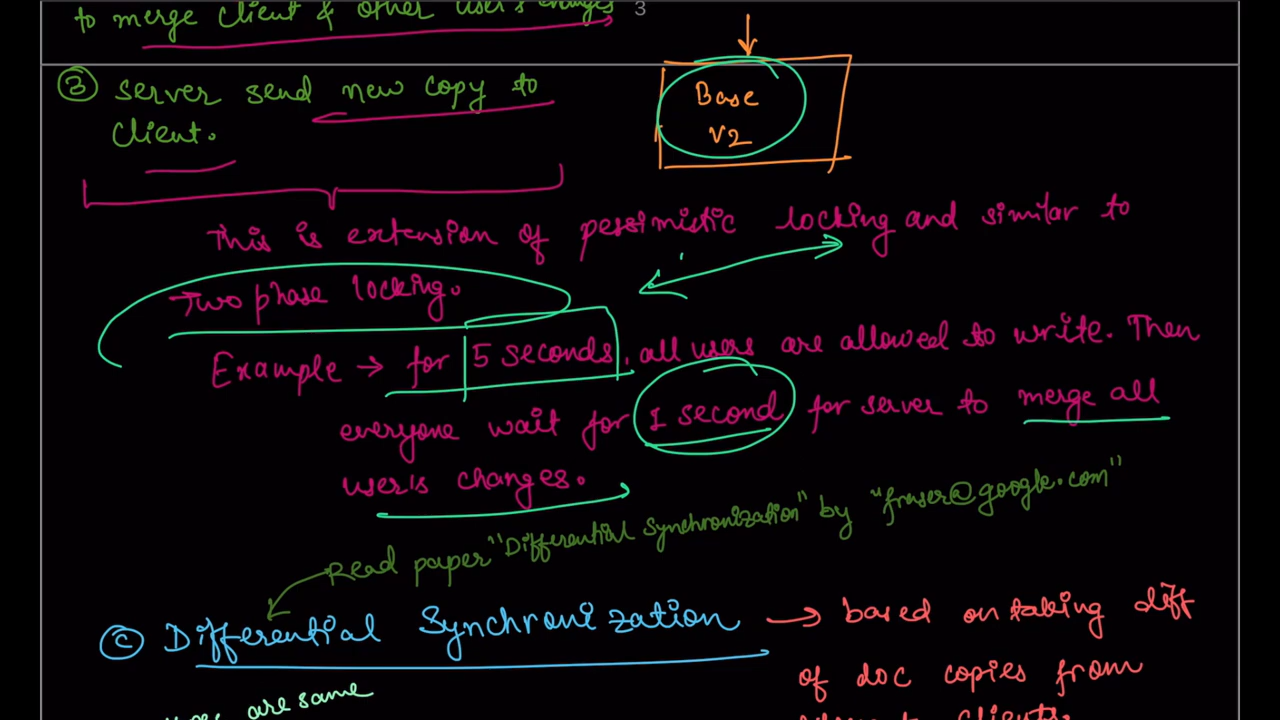 to merge client & other user's changes
3
③ server send new copy to
client.
Base
V2
This is extension of pessimistic locking and similar to
Two phase locking.
Example → for 5 seconds, all users are allowed to write. Then
everyone wait for 1 second for server to merge all
user's changes.
Read paper "Differential Synchronization" by "fraser@google.com"
Ⓒ Differential Synchronization → based on taking diff
of doc copies from
are same
clients.